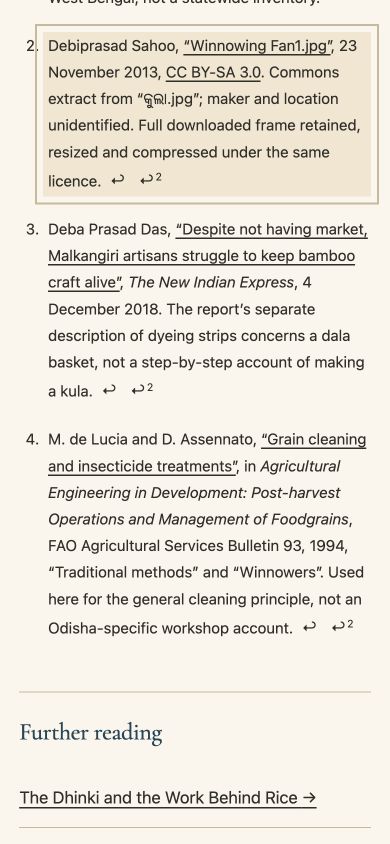 West Bengal, not a statewide inventory.
2. Debiprasad Sahoo, “Winnowing Fan1.jpg”, 23
November 2013, CC BY-SA 3.0. Commons
extract from “କୁଲା.jpg”; maker and location
unidentified. Full downloaded frame retained,
resized and compressed under the same
licence. ↩ ↩2
3. Deba Prasad Das, “Despite not having market,
Malkangiri artisans struggle to keep bamboo
craft alive”, The New Indian Express, 4
December 2018. The report’s separate
description of dyeing strips concerns a dala
basket, not a step-by-step account of making
a kula. ↩ ↩2
4. M. de Lucia and D. Assennato, “Grain cleaning
and insecticide treatments”, in Agricultural
Engineering in Development: Post-harvest
Operations and Management of Foodgrains,
FAO Agricultural Services Bulletin 93, 1994,
“Traditional methods” and “Winnowers”. Used
here for the general cleaning principle, not an
Odisha-specific workshop account. ↩ ↩2
Further reading
The Dhinki and the Work Behind Rice →